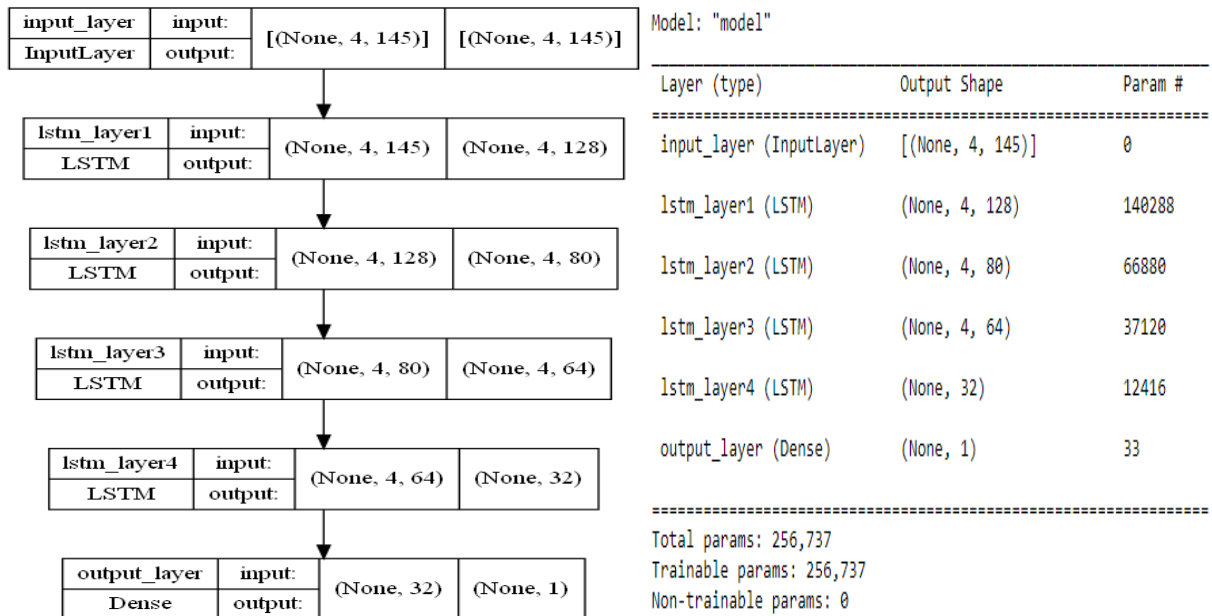 input_layer input: [(None, 4, 145)] [(None, 4, 145)]
InputLayer output:
lstm_layer1 input: (None, 4, 145) (None, 4, 128)
LSTM output:
lstm_layer2 input: (None, 4, 128) (None, 4, 80)
LSTM output:
lstm_layer3 input: (None, 4, 80) (None, 4, 64)
LSTM output:
lstm_layer4 input: (None, 4, 64) (None, 32)
LSTM output:
output_layer input: (None, 32) (None, 1)
Dense output:
Model: "model"
Layer (type) Output Shape Param #
input_layer (InputLayer) [(None, 4, 145)] 0
lstm_layer1 (LSTM) (None, 4, 128) 140288
lstm_layer2 (LSTM) (None, 4, 80) 66880
lstm_layer3 (LSTM) (None, 4, 64) 37120
lstm_layer4 (LSTM) (None, 32) 12416
output_layer (Dense) (None, 1) 33
Total params: 256,737
Trainable params: 256,737
Non-trainable params: 0